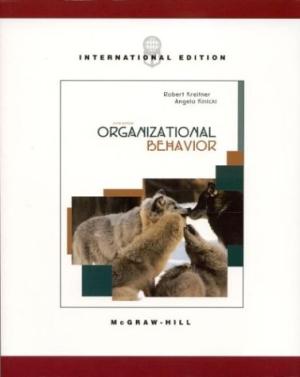 INTERNATIONAL EDITION
Robert Kreitner
Angelo Kinicki
ORGANIZATIONAL
BEHAVIOR
McGRAW-HILL